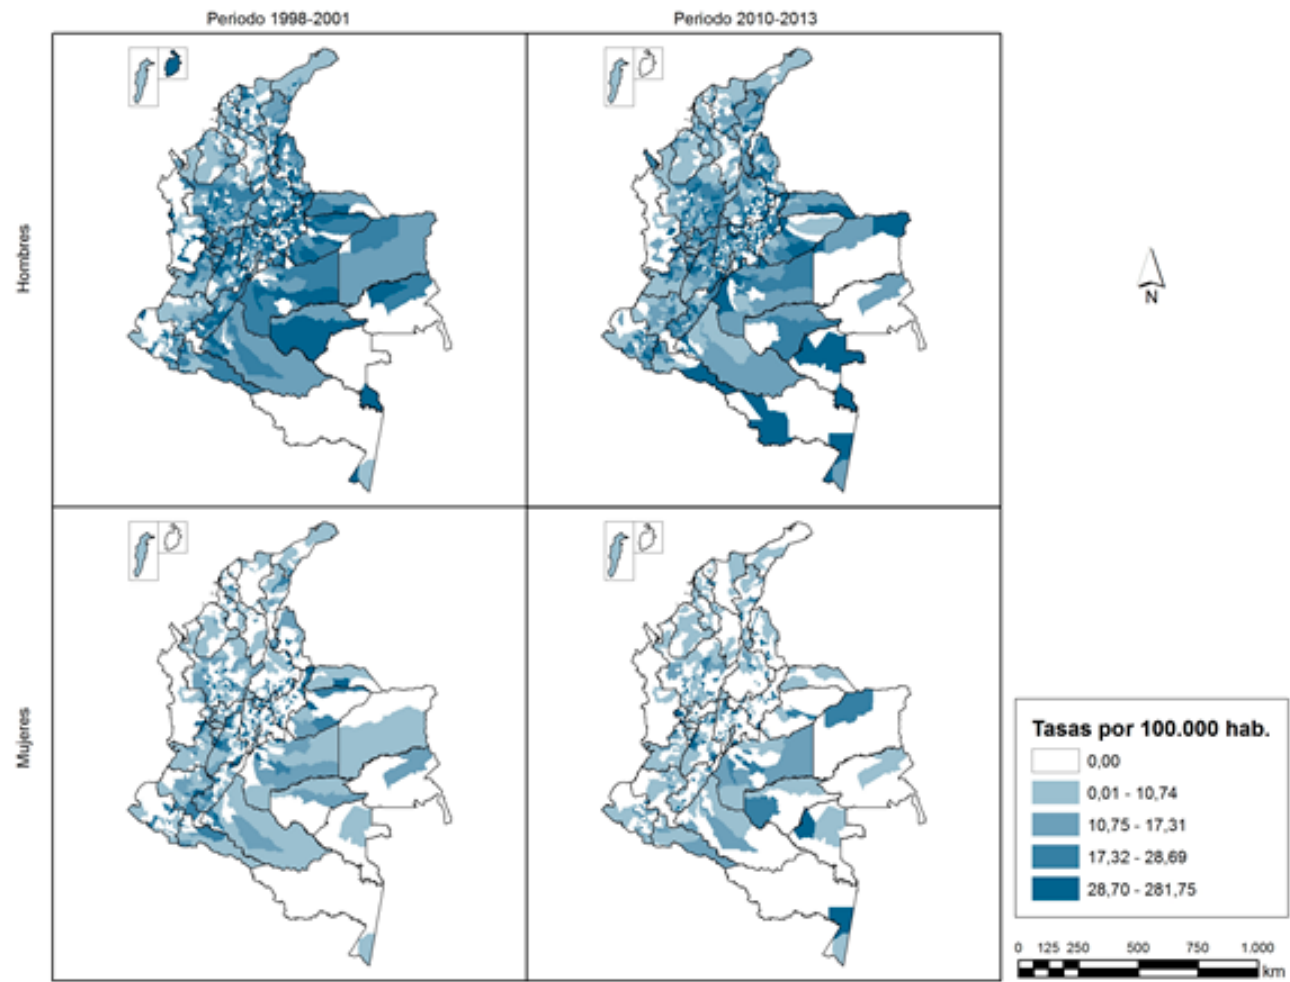 Periodo 1998-2001
Periodo 2010-2013
Hombres
N
Mujeres
Tasas por 100.000 hab.
0,00
0,01 - 10,74
10,75 - 17,31
17,32 - 28,69
28,70 - 281,75
0 125 250 500 750 1.000
km